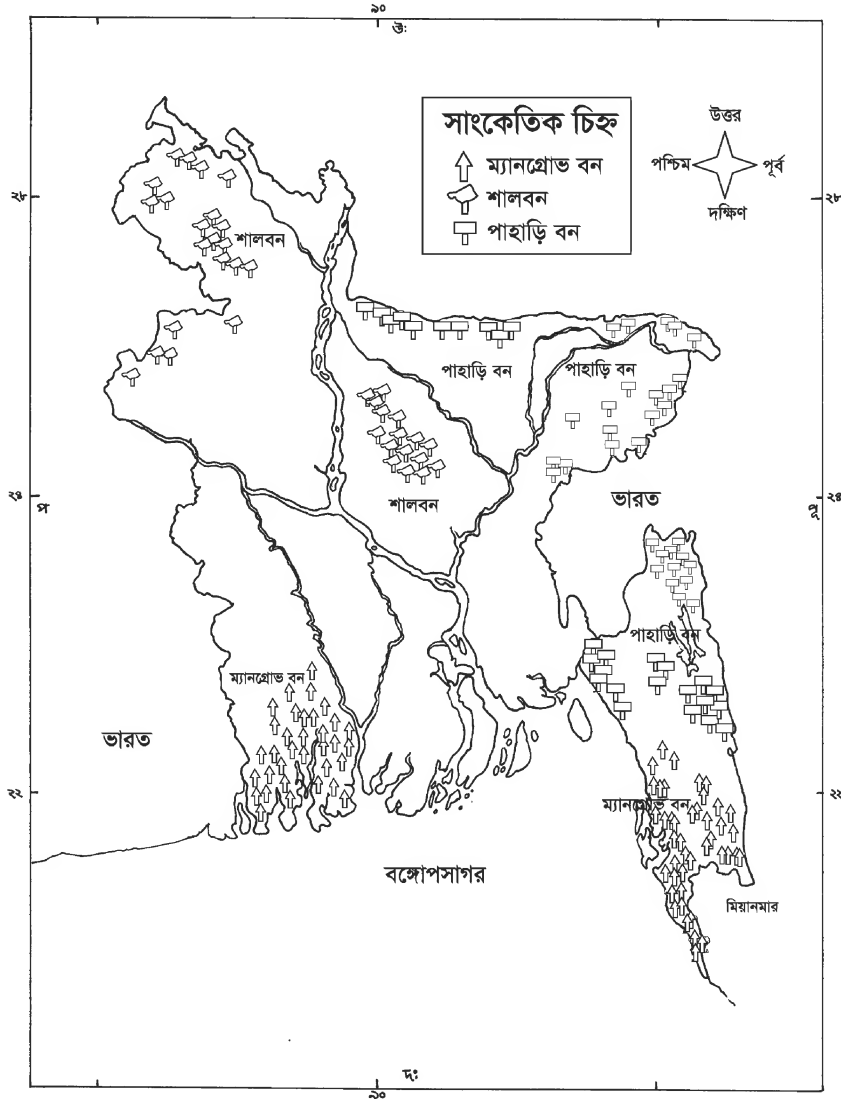 ৯০
উঃ
সাংকেতিক চিহ্ন
ম্যানগ্রোভ বন
শালবন
পাহাড়ি বন
উত্তর
পশ্চিম
পূর্ব
দক্ষিণ
২৮
২৮
শালবন
পাহাড়ি বন
পাহাড়ি বন
২৪
প
শালবন
ভারত
পূ
২৪
পাহাড়ি বন
ম্যানগ্রোভ বন
ভারত
২২
ম্যানগ্রোভ বন
২২
বঙ্গোপসাগর
মিয়ানমার
দঃ
৯০